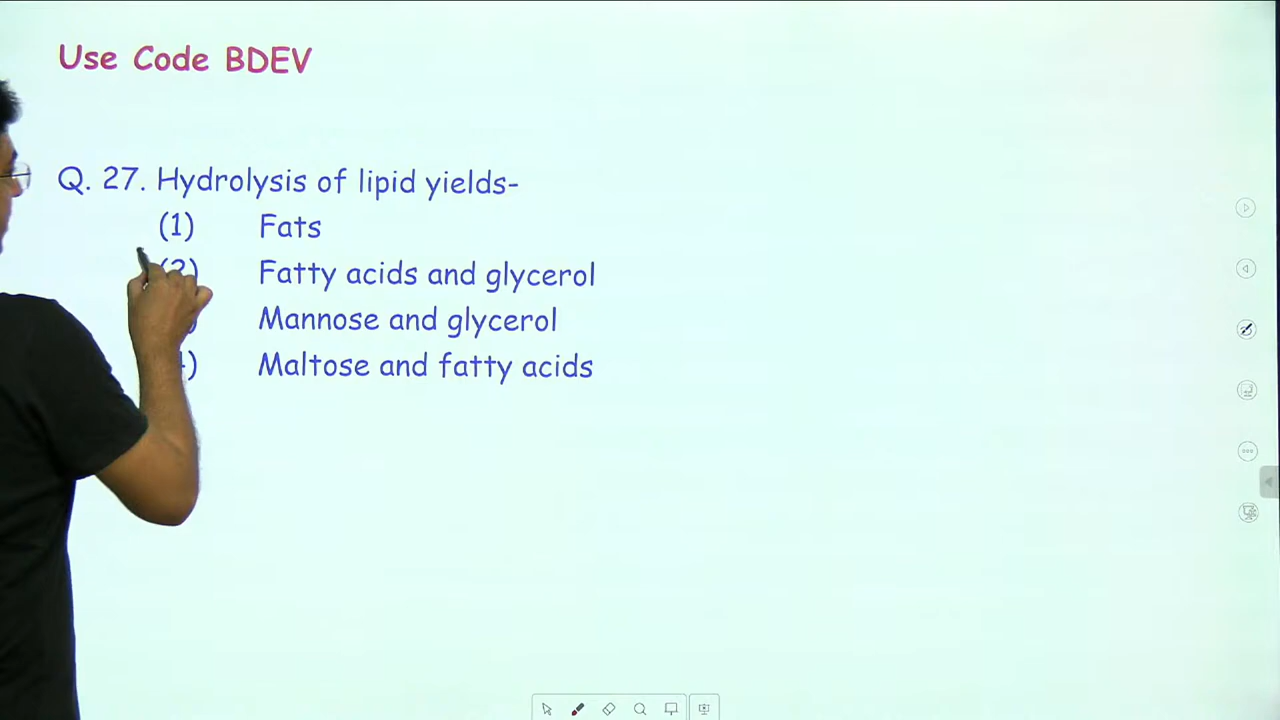 Use Code BDEV
Q. 27. Hydrolysis of lipid yields-
(1) Fats
(2) Fatty acids and glycerol
Mannose and glycerol
Maltose and fatty acids